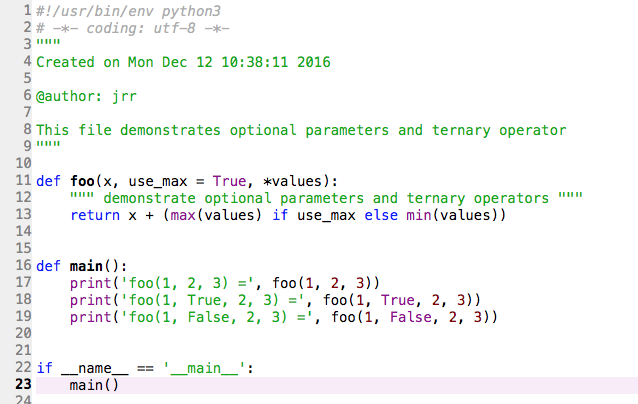 1 #!/usr/bin/env python3
2 # -*- coding: utf-8 -*-
3 """
4 Created on Mon Dec 12 10:38:11 2016
5
6 @author: jrr
7
8 This file demonstrates optional parameters and ternary operator
9 """
10
11 def foo(x, use_max = True, *values):
12     """ demonstrate optional parameters and ternary operators """
13     return x + (max(values) if use_max else min(values))
14
15
16 def main():
17     print('foo(1, 2, 3) =', foo(1, 2, 3))
18     print('foo(1, True, 2, 3) =', foo(1, True, 2, 3))
19     print('foo(1, False, 2, 3) =', foo(1, False, 2, 3))
20
21
22 if __name__ == '__main__':
23     main()
24